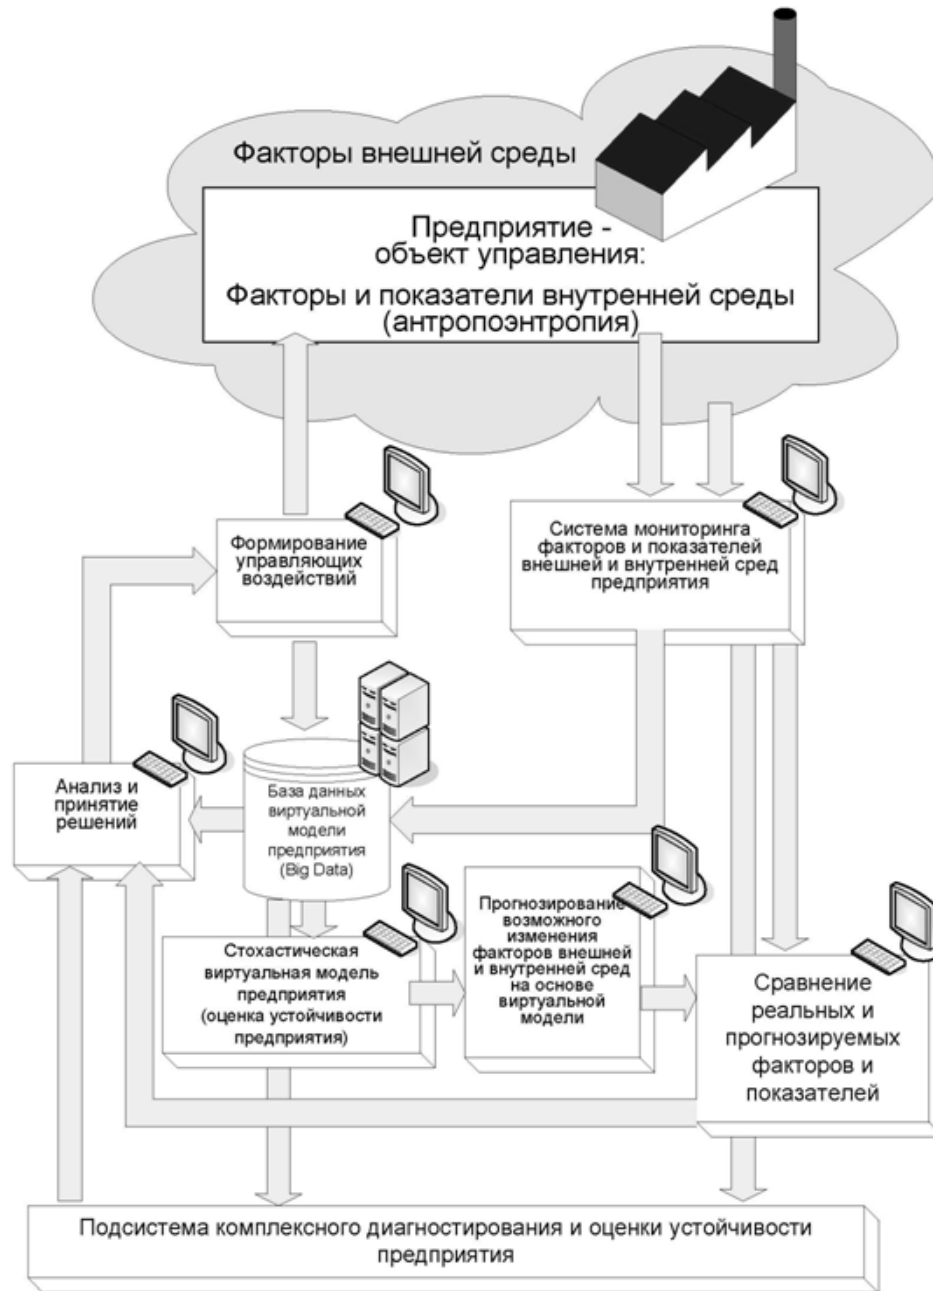 Факторы внешней среды
Предприятие -
объект управления:
Факторы и показатели внутренней среды
(антропоэнтропия)
Формирование
управляющих
воздействий
Система мониторинга
факторов и показателей
внешней и внутренней сред
предприятия
Анализ и
принятие
решений
База данных
виртуальной
модели
предприятия
(Big Data)
Стохастическая
виртуальная модель
предприятия
(оценка устойчивости
предприятия)
Прогнозирование
возможного
изменения
факторов внешней
и внутренней сред
на основе
виртуальной
модели
Сравнение
реальных и
прогнозируемых
факторов и
показателей
Подсистема комплексного диагностирования и оценки устойчивости
предприятия